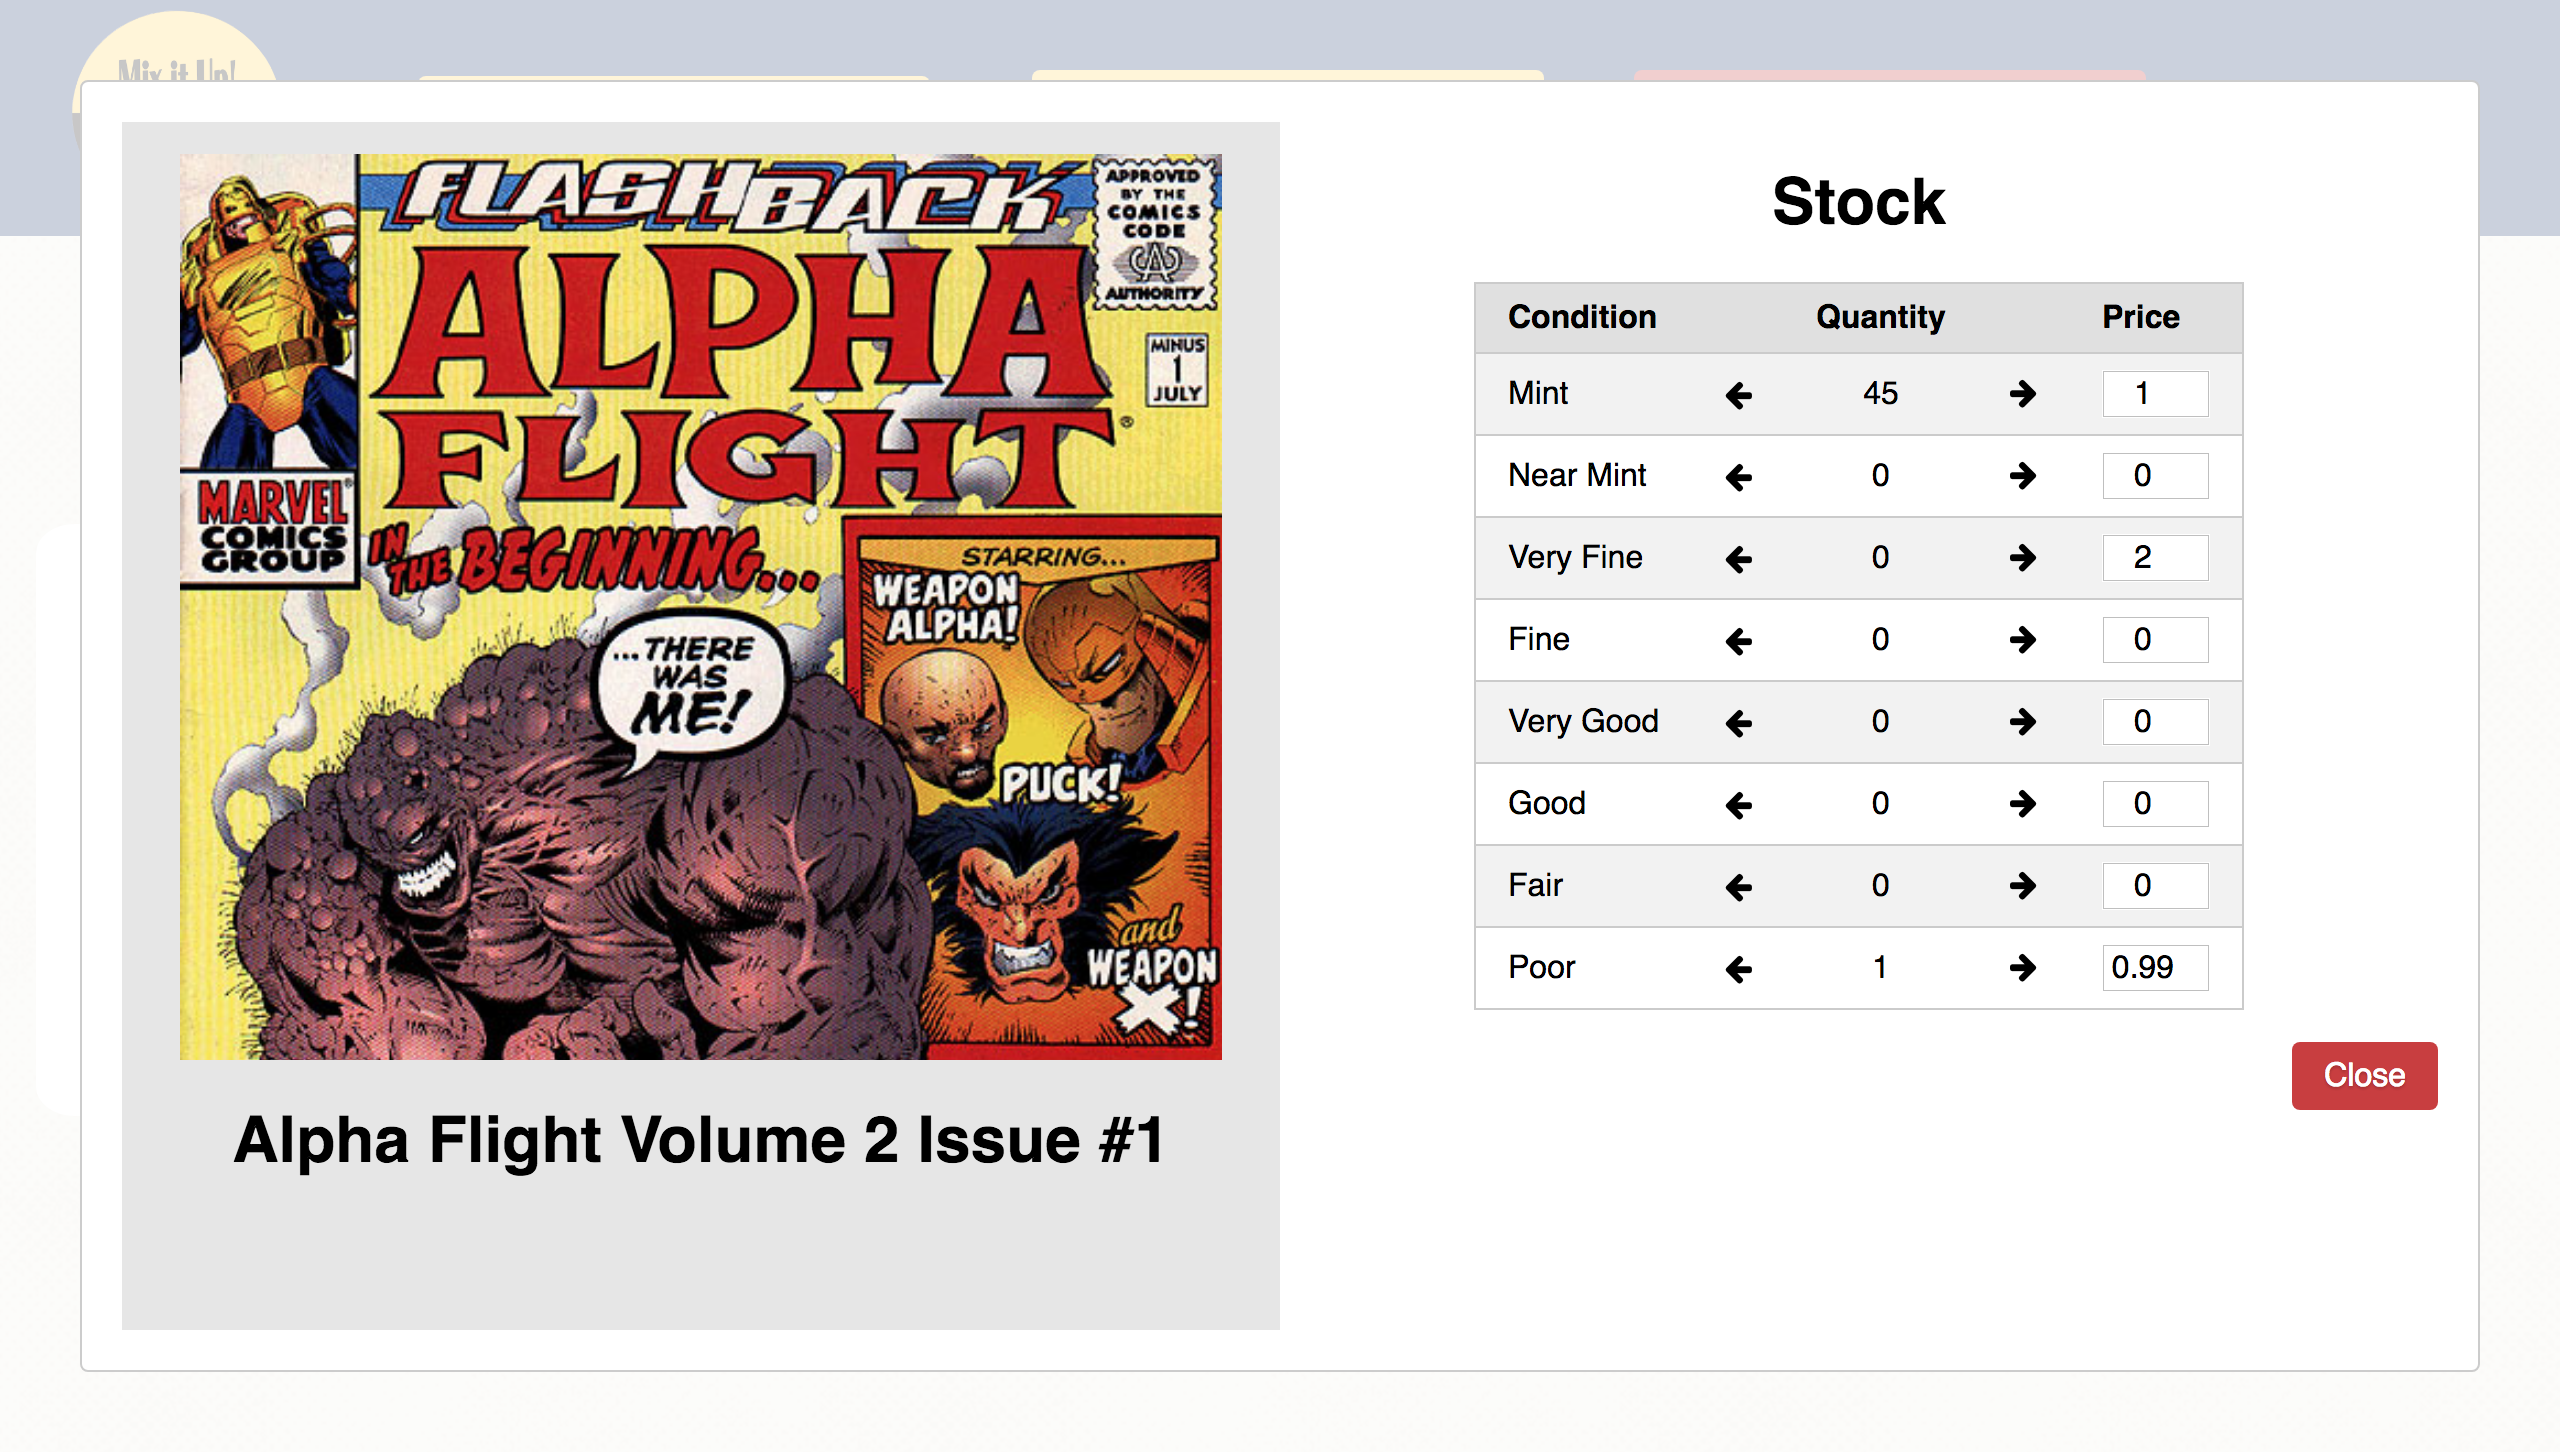 Mix it Up!
FLASHBACK
ALPHA
FLIGHT®
APPROVED
BY THE
COMICS
CODE
CA
AUTHORITY
MINUS
1
JULY
MARVEL®
COMICS
GROUP
IN
THE BEGINNING...
STARRING...
WEAPON
ALPHA!
...THERE
WAS
ME!
PUCK!
and
WEAPON
X!
Alpha Flight Volume 2 Issue #1
Stock
Condition Quantity Price
Mint 45 1
Near Mint 0 0
Very Fine 0 2
Fine 0 0
Very Good 0 0
Good 0 0
Fair 0 0
Poor 1 0.99
Close